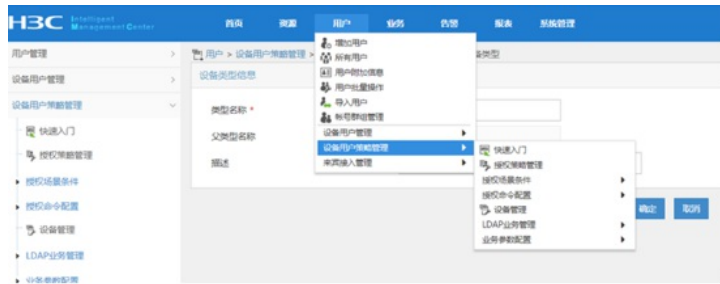 H3C Intelligent Management Center
首页 资源 用户 业务 告警 报表 系统管理
用户管理
设备用户管理
设备用户策略管理
快速入门
授权策略管理
授权场景条件
授权命令配置
设备管理
LDAP业务管理
业务参数配置
用户 > 设备用户策略管理 >
备类型
设备类型信息
类型名称 *
父类型名称
描述
增加用户
所有用户
用户附加信息
用户批量操作
导入用户
帐号群组管理
设备用户管理
设备用户策略管理
来宾接入管理
快速入门
授权策略管理
授权场景条件
授权命令配置
设备管理
LDAP业务管理
业务参数配置
确定 取消